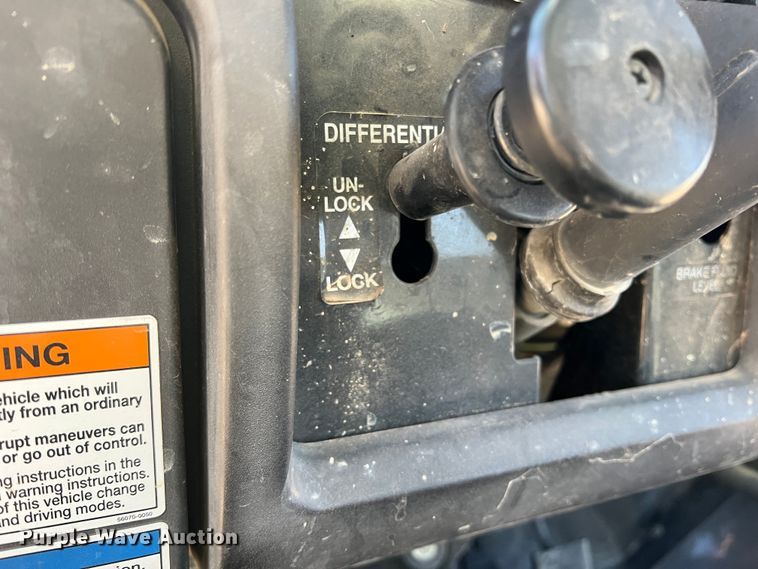 DIFFERENTI
UN-
LOCK
LOCK
BRAKE FLUID
LEVEL
ING
ehicle which will
tly from an ordinary
rupt maneuvers can
or go out of control.
ng instructions in the
d warning instructions.
of this vehicle change
and driving modes.
56070-0050
Purple Wave Auction